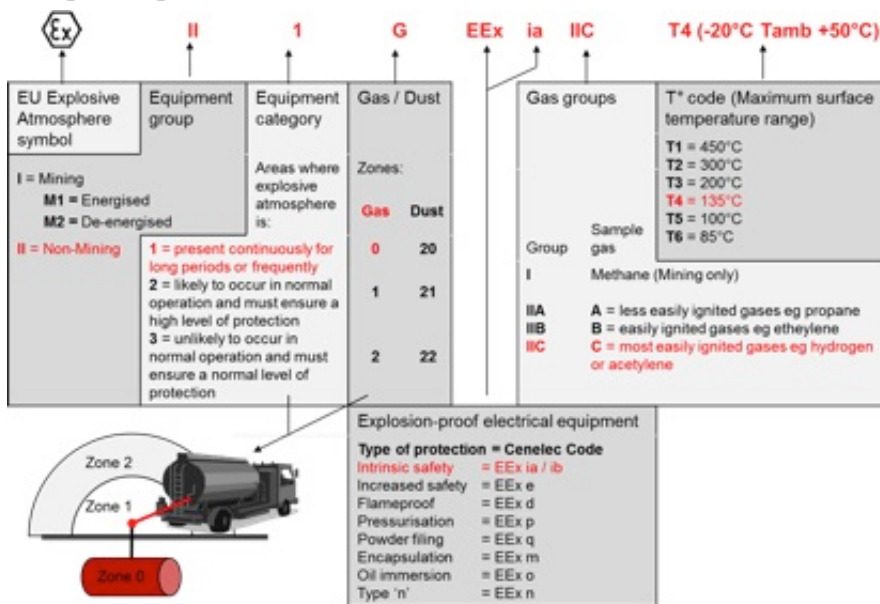 Ex II 1 G EEx ia IIC T4 (-20°C Tamb +50°C)
EU Explosive
Atmosphere
symbol
Equipment
group
Equipment
category
Gas / Dust
Gas groups
T* code (Maximum surface
temperature range)
T1 = 450°C
T2 = 300°C
T3 = 200°C
T4 = 135°C
T5 = 100°C
T6 = 85°C
I = Mining
M1 = Energised
M2 = De-energised
II = Non-Mining
Areas where
explosive
atmosphere
is:
1 = present continuously for
long periods or frequently
2 = likely to occur in normal
operation and must ensure a
high level of protection
3 = unlikely to occur in
normal operation and must
ensure a normal level of
protection
Zones:
Gas Dust
0 20
1 21
2 22
Group
Sample
gas
I Methane (Mining only)
IIA A = less easily ignited gases eg propane
IIB B = easily ignited gases eg etheylene
IIC C = most easily ignited gases eg hydrogen
or acetylene
Explosion-proof electrical equipment
Type of protection = Cenelec Code
Intrinsic safety = EEx ia / ib
Increased safety = EEx e
Flameproof = EEx d
Pressurisation = EEx p
Powder filing = EEx q
Encapsulation = EEx m
Oil immersion = EEx o
Type 'n' = EEx n
Zone 2
Zone 1
Zone 0